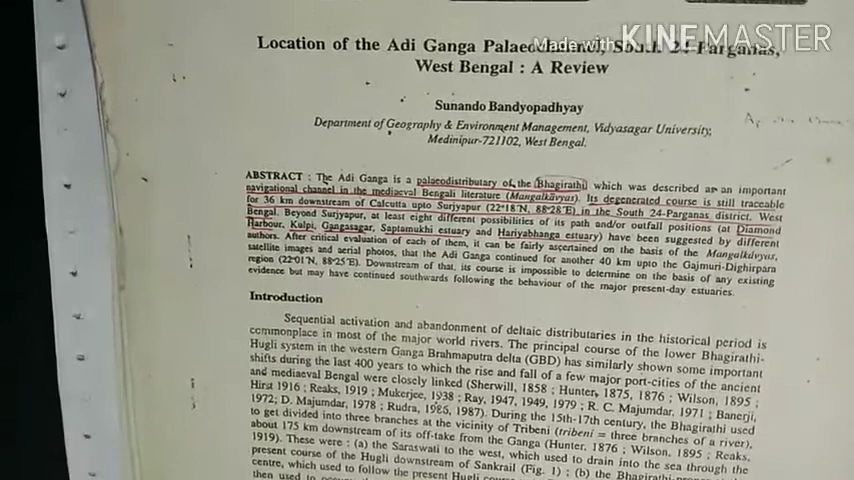 Made with KINEMASTER
Location of the Adi Ganga Palaeochannel, South 24-Parganas,
West Bengal : A Review
Sunando Bandyopadhyay
Department of Geography & Environment Management, Vidyasagar University,
Medinipur-721102, West Bengal.
ABSTRACT : The Adi Ganga is a palaeodistributary of the Bhagirathi which was described as an important
navigational channel in the mediaeval Bengali literature (Mangalkāvyas). Its degenerated course is still traceable
for 36 km downstream of Calcutta upto Surjyapur (22°18'N, 88°28'E) in the South 24-Parganas district, West
Bengal. Beyond Surjyapur, at least eight different possibilities of its path and/or outfall positions (at Diamond
Harbour, Kulpi, Gangasagar, Saptamukhi estuary and Hariyabhanga estuary) have been suggested by different
authors. After critical evaluation of each of them, it can be fairly ascertained on the basis of the Mangalkāvyas,
satellite images and aerial photos, that the Adi Ganga continued for another 40 km upto the Gajmuri-Dighirpara
region (22°01'N, 88°25'E). Downstream of that, its course is impossible to determine on the basis of any existing
evidence but may have continued southwards following the behaviour of the major present-day estuaries.
Introduction
Sequential activation and abandonment of deltaic distributaries in the historical period is
commonplace in most of the major world rivers. The principal course of the lower Bhagirathi-
Hugli system in the western Ganga Brahmaputra delta (GBD) has similarly shown some important
shifts during the last 400 years to which the rise and fall of a few major port-cities of the ancient
and mediaeval Bengal were closely linked (Sherwill, 1858 ; Hunter, 1875, 1876 ; Wilson, 1895 ;
Hirst 1916 ; Reaks, 1919 ; Mukerjee, 1938 ; Ray, 1947, 1949, 1979 ; R. C. Majumdar, 1971 ; Banerji,
1972; D. Majumdar, 1978 ; Rudra, 1986, 1987). During the 15th-17th century, the Bhagirathi used
to get divided into three branches at the vicinity of Tribeni (tribeni = three branches of a river),
about 175 km downstream of its off-take from the Ganga (Hunter, 1876 ; Wilson, 1895 ; Reaks,
1919). These were : (a) the Saraswati to the west, which used to drain into the sea through the
present course of the Hugli downstream of Sankrail (Fig. 1) ; (b) the
centre, which used to follow the present Hugli
then used to